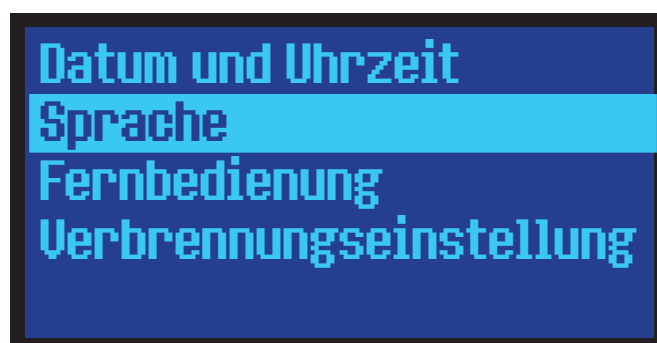 Datum und Uhrzeit
Sprache
Fernbedienung
Verbrennungseinstellung